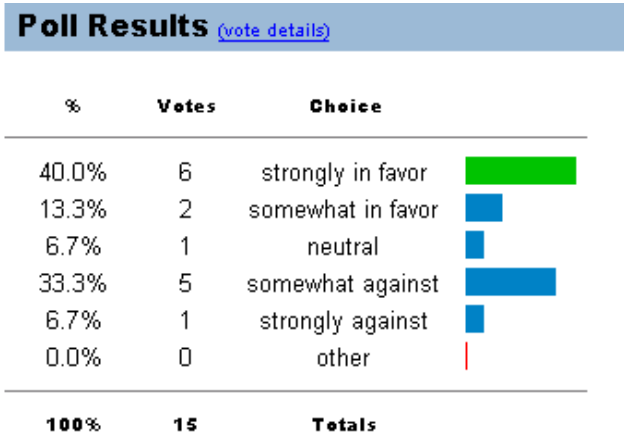 Poll Results (vote details)
% Votes Choice
40.0% 6 strongly in favor
13.3% 2 somewhat in favor
6.7% 1 neutral
33.3% 5 somewhat against
6.7% 1 strongly against
0.0% 0 other
100% 15 Totals